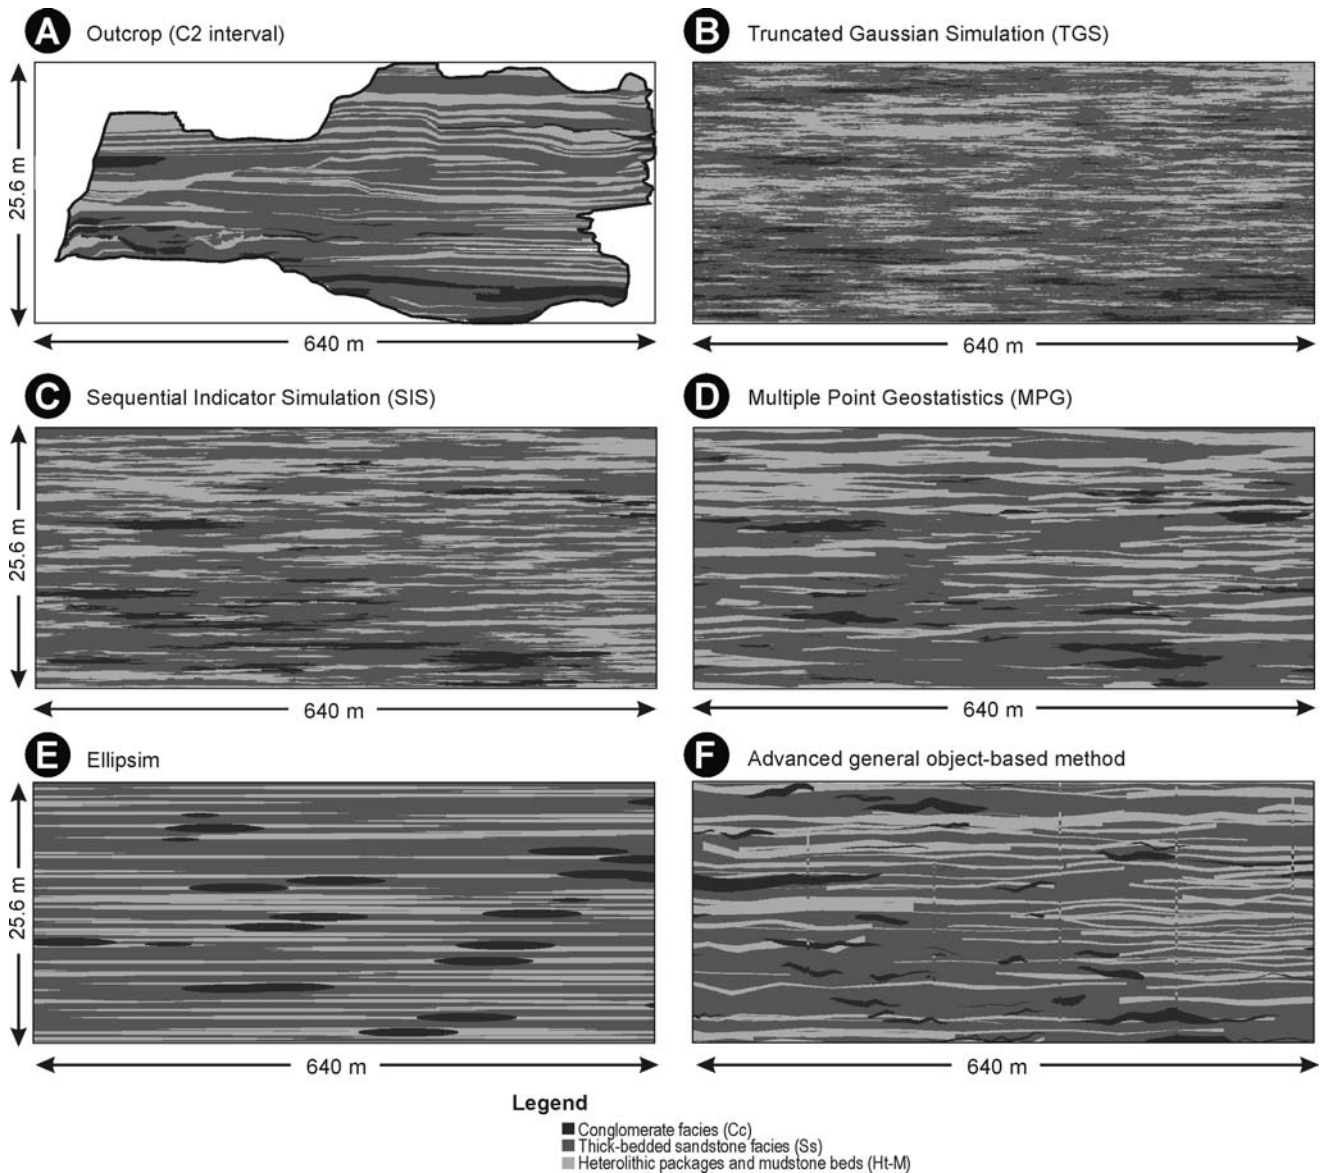 A Outcrop (C2 interval)
25.6 m
640 m
B Truncated Gaussian Simulation (TGS)
640 m
C Sequential Indicator Simulation (SIS)
25.6 m
640 m
D Multiple Point Geostatistics (MPG)
640 m
E Ellipsim
25.6 m
640 m
F Advanced general object-based method
640 m
Legend
Conglomerate facies (Cc)
Thick-bedded sandstone facies (Ss)
Heterolithic packages and mudstone beds (Ht-M)